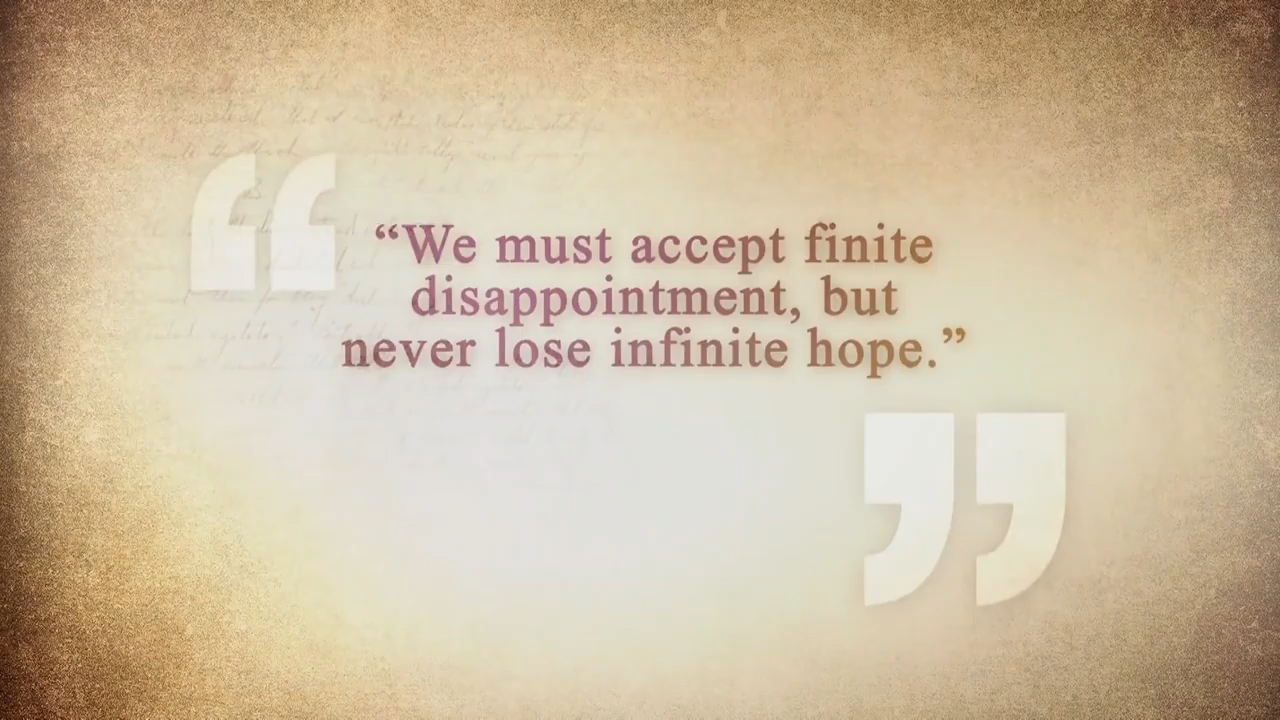 “We must accept finite
disappointment, but
never lose infinite hope.”